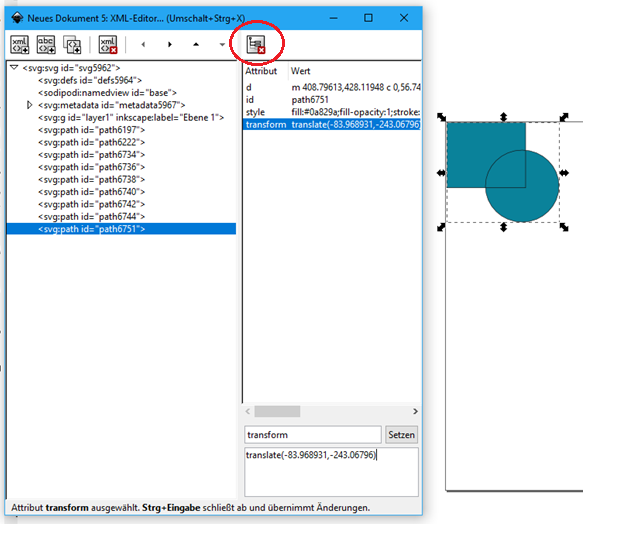 Neues Dokument 5: XML-Editor... (Umschalt+Strg+X)
xml
abc
xml
Attribut Wert
<svg:svg id="svg5962">
<svg:defs id="defs5964">
<sodipodi:namedview id="base">
<svg:metadata id="metadata5967">
<svg:g id="layer1" inkscape:label="Ebene 1">
<svg:path id="path6197">
<svg:path id="path6222">
<svg:path id="path6734">
<svg:path id="path6736">
<svg:path id="path6738">
<svg:path id="path6740">
<svg:path id="path6742">
<svg:path id="path6744">
<svg:path id="path6751">
d m 408.79613,428.11948 c 0,56.74
id path6751
style fill:#0a829a;fill-opacity:1;stroke:
transform translate(-83.968931,-243.06796)
transform Setzen
translate(-83.968931,-243.06796)
Attribut transform ausgewählt. Strg+Eingabe schließt ab und übernimmt Änderungen.